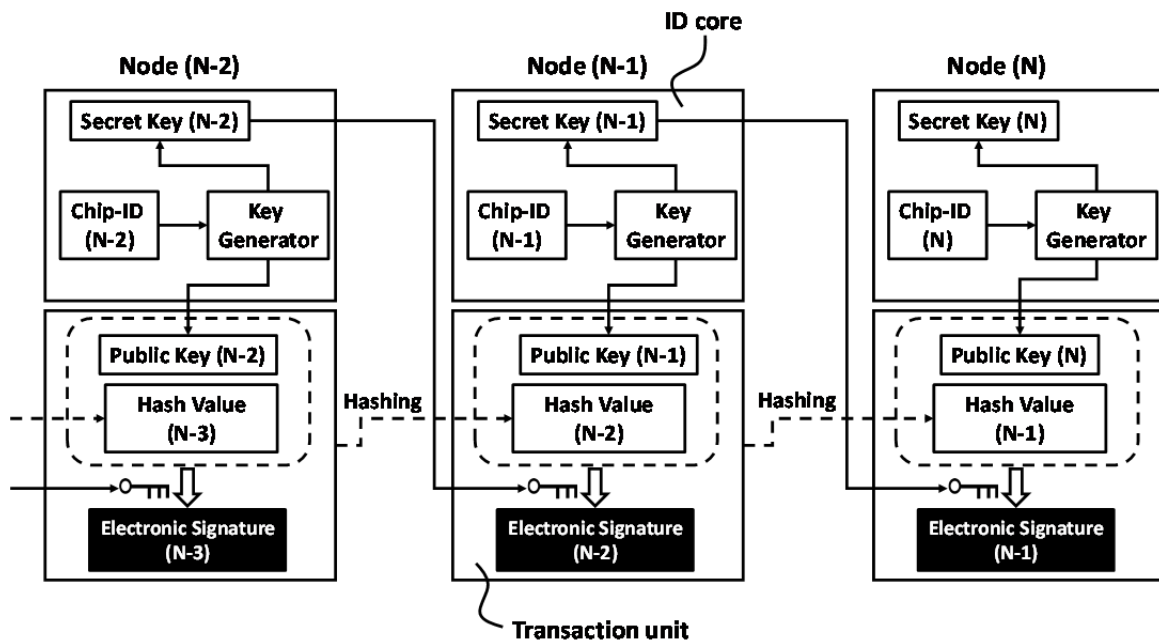 ID core
Node (N-2)
Node (N-1)
Node (N)
Secret Key (N-2)
Secret Key (N-1)
Secret Key (N)
Chip-ID
(N-2)
Key
Generator
Chip-ID
(N-1)
Key
Generator
Chip-ID
(N)
Key
Generator
Public Key (N-2)
Public Key (N-1)
Public Key (N)
Hash Value
(N-3)
Hashing
Hash Value
(N-2)
Hashing
Hash Value
(N-1)
Electronic Signature
(N-3)
Electronic Signature
(N-2)
Electronic Signature
(N-1)
Transaction unit